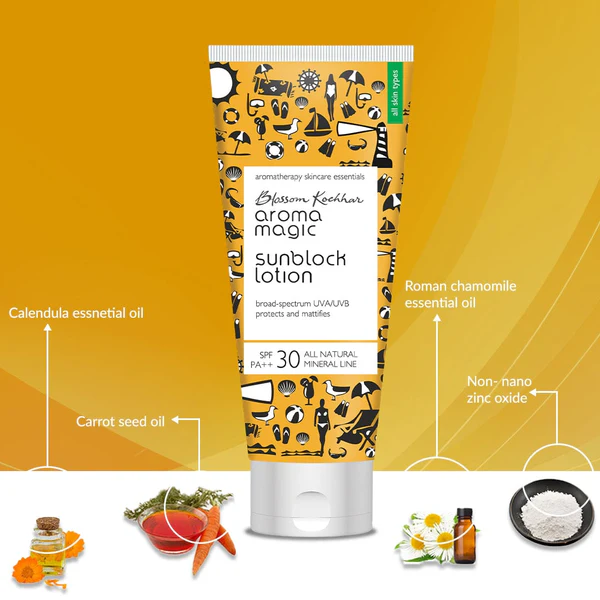 all skin types
aromatherapy skincare essentials
Blossom Kochhar
aroma
magic
sunblock
lotion
broad-spectrum UVA/UVB
protects and mattifies
SPF
PA++
30
ALL NATURAL
MINERAL LINE
Calendula essnetial oil
Carrot seed oil
Roman chamomile
essential oil
Non- nano
zinc oxide